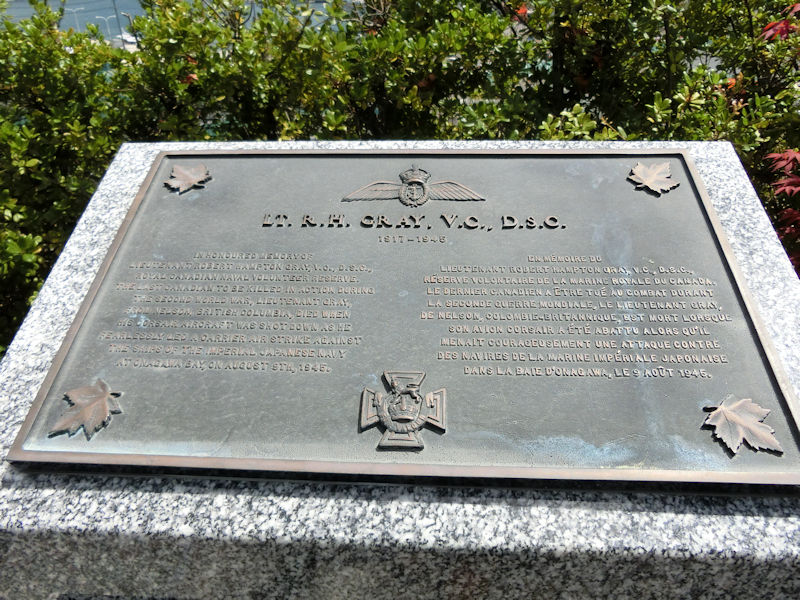 LT. R.H. GRAY, V.C., D.S.C.
1917-1945
IN HONOURED MEMORY OF
LIEUTENANT ROBERT HAMPTON GRAY, V.C., D.S.C.,
ROYAL CANADIAN NAVAL VOLUNTEER RESERVE.
THE LAST CANADIAN TO BE KILLED IN ACTION DURING
THE SECOND WORLD WAR, LIEUTENANT GRAY,
FROM NELSON, BRITISH COLUMBIA, DIED WHEN
HIS CORSAIR AIRCRAFT WAS SHOT DOWN AS HE
FEARLESSLY LED A CARRIER AIR STRIKE AGAINST
THE SHIPS OF THE IMPERIAL JAPANESE NAVY
AT ONAGAWA BAY, ON AUGUST 9TH, 1945.
EN MÉMOIRE DU
LIEUTENANT ROBERT HAMPTON GRAY, V.C., D.S.C.,
RÉSERVE VOLONTAIRE DE LA MARINE ROYALE DU CANADA.
LE DERNIER CANADIEN A ÊTRE TUÉ AU COMBAT DURANT
LA SECONDE GUERRE MONDIALE, LE LIEUTENANT GRAY,
DE NELSON, COLOMBIE-BRITANNIQUE, EST MORT LORSQUE
SON AVION CORSAIR A ÉTÉ ABATTU ALORS QU'IL
MENAIT COURAGEUSEMENT UNE ATTAQUE CONTRE
DES NAVIRES DE LA MARINE IMPÉRIALE JAPONAISE
DANS LA BAIE D'ONAGAWA, LE 9 AOÛT 1945.